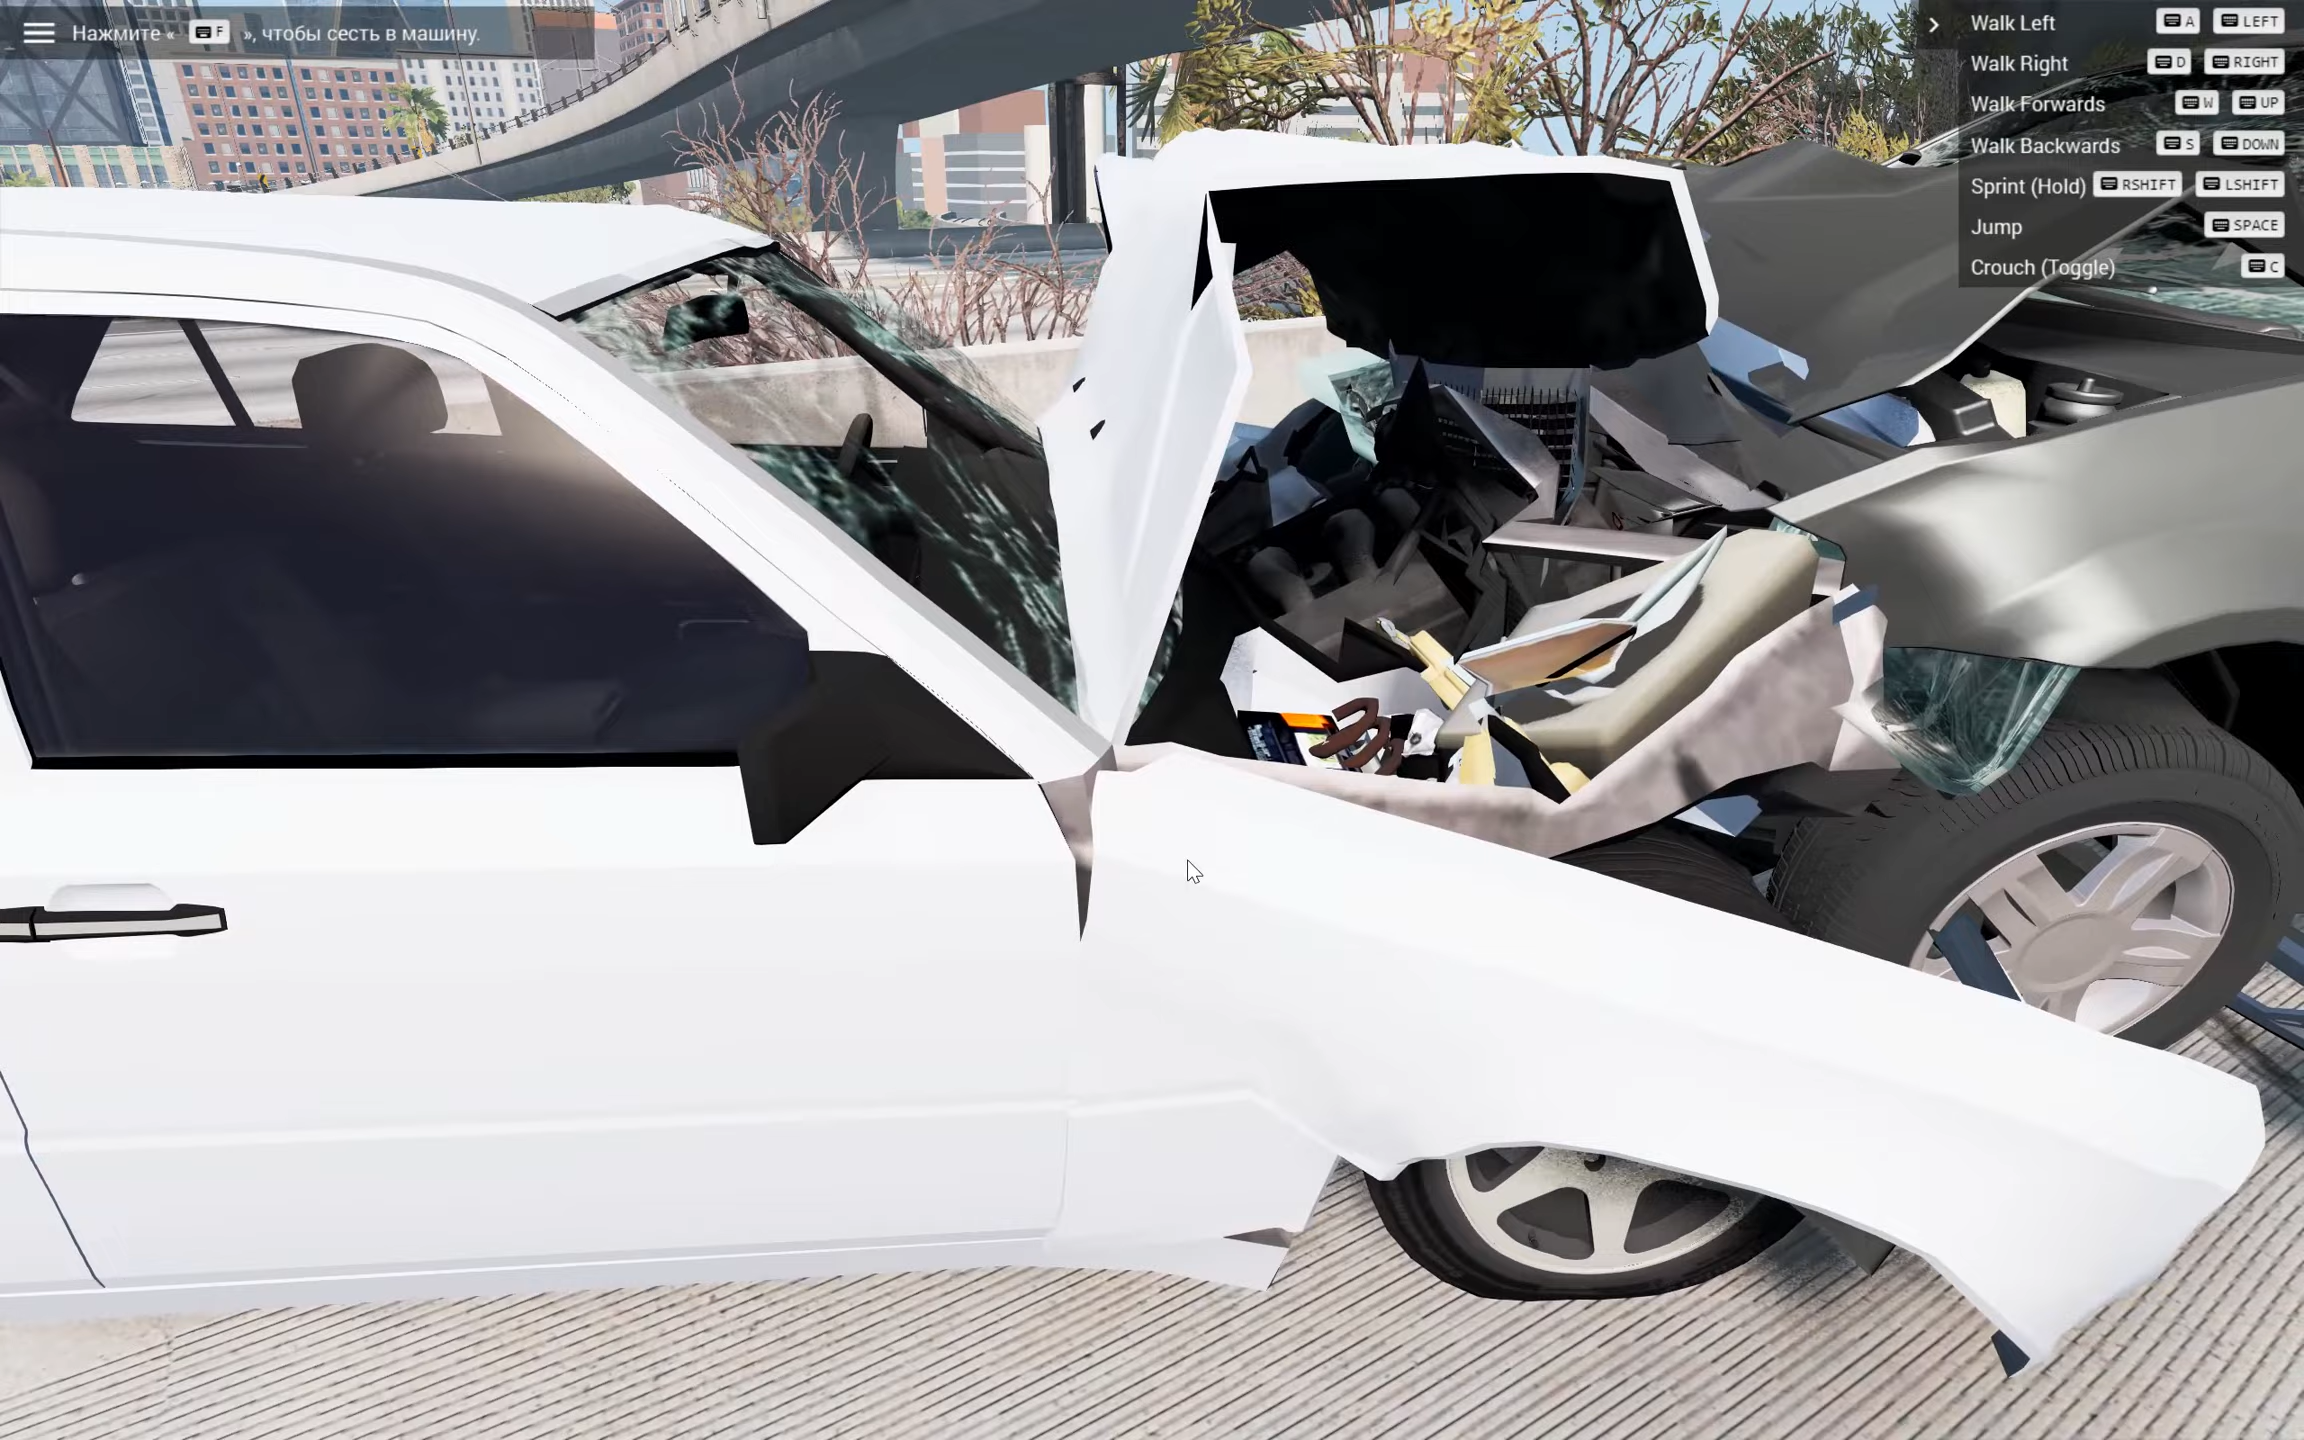 Нажмите « F », чтобы сесть в машину.
Walk Left A LEFT
Walk Right D RIGHT
Walk Forwards W UP
Walk Backwards S DOWN
Sprint (Hold) RSHIFT LSHIFT
Jump SPACE
Crouch (Toggle) C